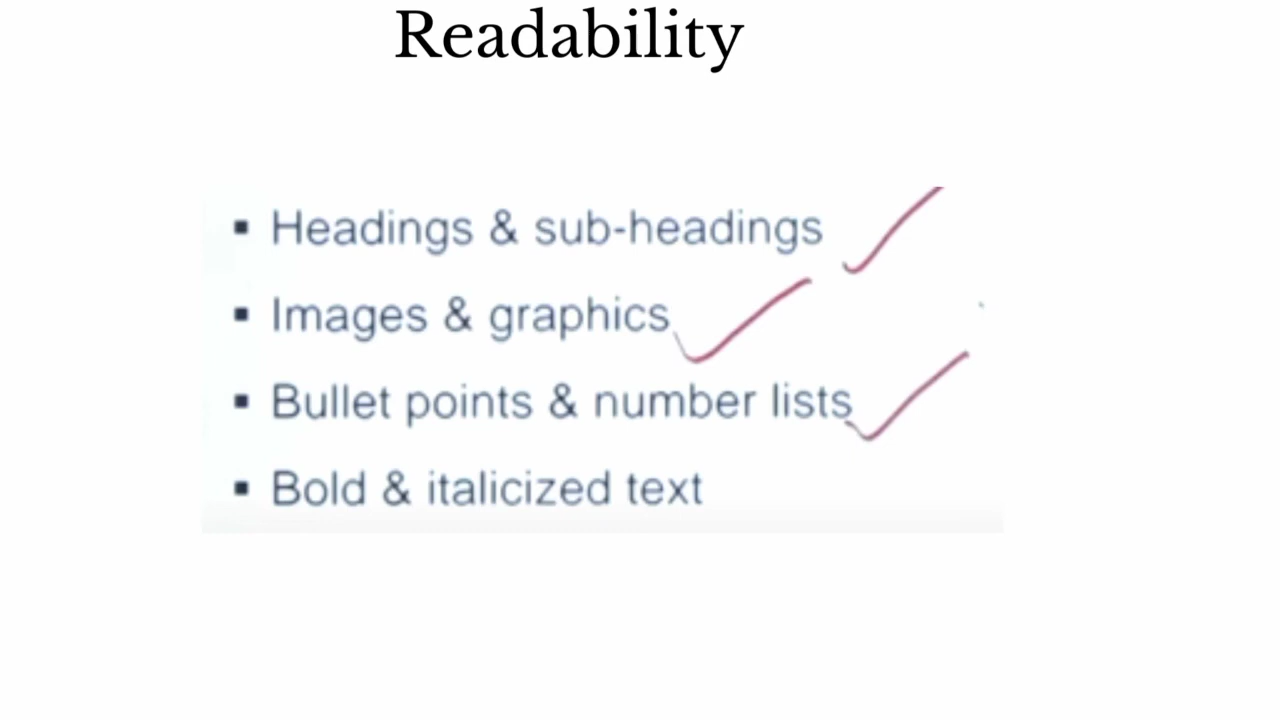 Readability
▪ Headings & sub-headings
▪ Images & graphics
▪ Bullet points & number lists
▪ Bold & italicized text